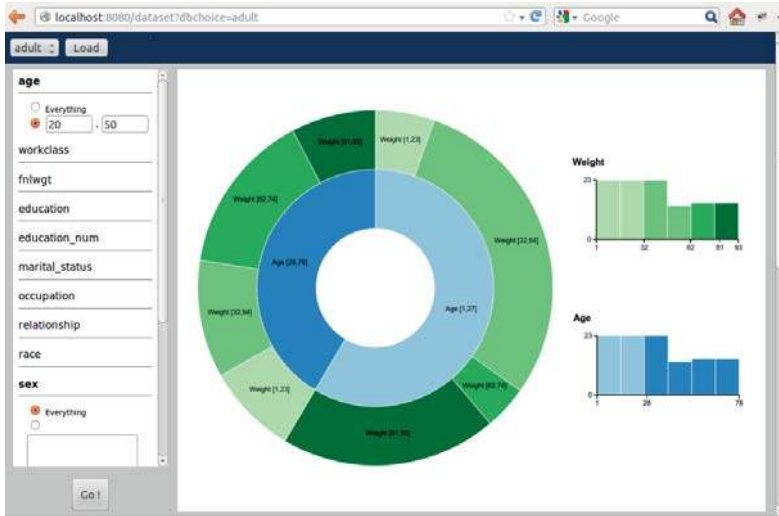 localhost:8080/dataset?dbchoice=adult
Google
adult
Load
age
Everything
20 - 50
workclass
fnlwgt
education
education_num
marital_status
occupation
relationship
race
sex
Everything
Go !
Weight [81,93]
Weight [1,23]
Weight [62,74]
Weight [32,54]
Age [28,78]
Age [1,27]
Weight [32,54]
Weight [1,23]
Weight [62,74]
Weight [81,93]
Weight
23
0
1 32 62 81 93
Age
23
0
1 28 78